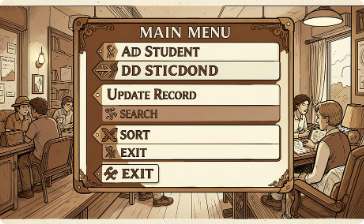 MAIN MENU
AD STUDENT
DD STICDOND
UPDATE RECORD
SEARCH
SORT
EXIT
EXIT